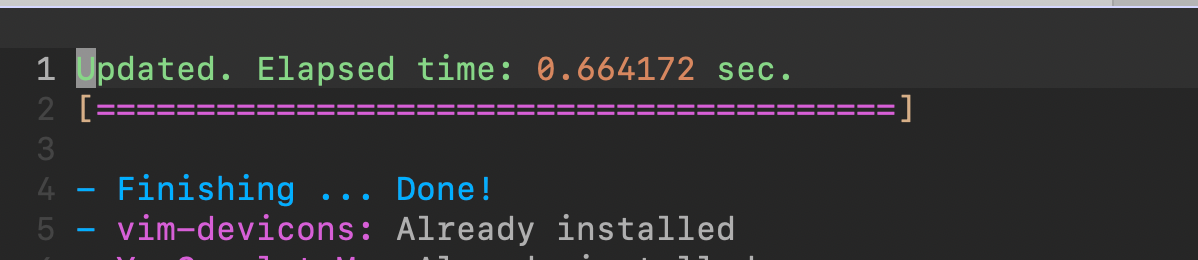 1 Updated. Elapsed time: 0.664172 sec.
2 [========================================]
3
4 - Finishing ... Done!
5 - vim-devicons: Already installed